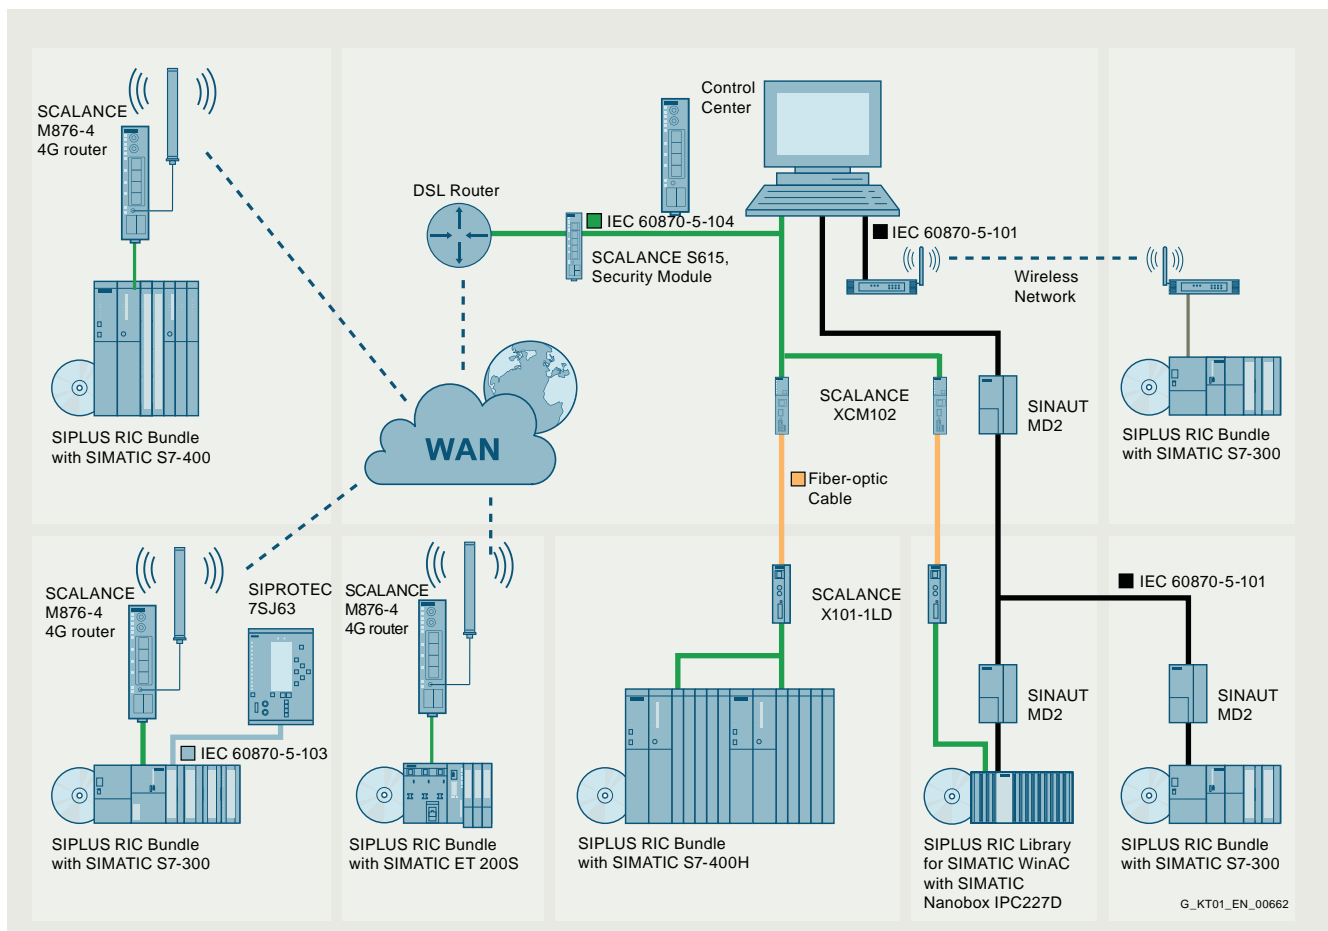 SCALANCE
M876-4
4G router
Control
Center
DSL Router
IEC 60870-5-104
SCALANCE S615,
Security Module
IEC 60870-5-101
Wireless
Network
SIPLUS RIC Bundle
with SIMATIC S7-400
WAN
SCALANCE
XCM102
SINAUT
MD2
SIPLUS RIC Bundle
with SIMATIC S7-300
Fiber-optic
Cable
SCALANCE
M876-4
4G router
SIPROTEC
7SJ63
IEC 60870-5-103
SIPLUS RIC Bundle
with SIMATIC S7-300
SCALANCE
M876-4
4G router
SIPLUS RIC Bundle
with SIMATIC ET 200S
SCALANCE
X101-1LD
SIPLUS RIC Bundle
with SIMATIC S7-400H
SINAUT
MD2
SIPLUS RIC Library
for SIMATIC WinAC
with SIMATIC
Nanobox IPC227D
IEC 60870-5-101
SINAUT
MD2
SIPLUS RIC Bundle
with SIMATIC S7-300
G_KT01_EN_00662